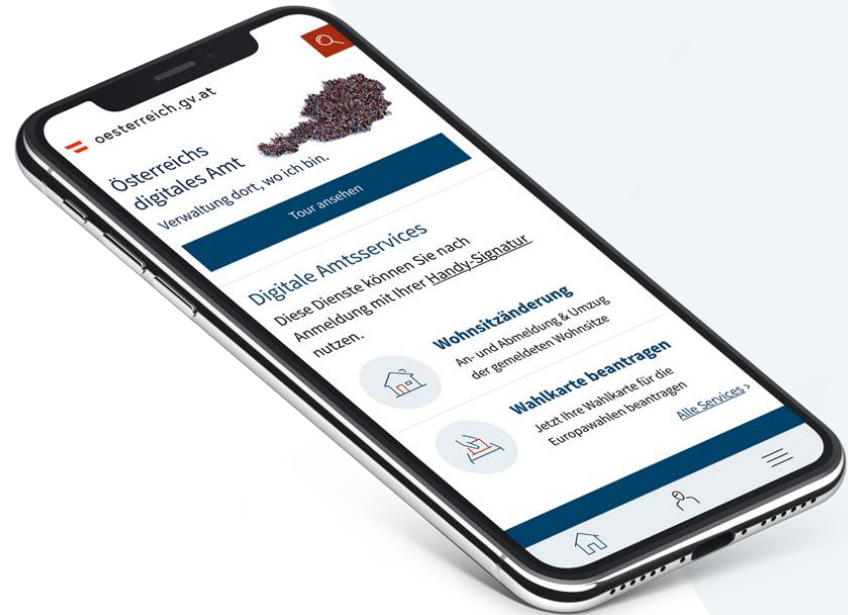 oesterreich.gv.at
Österreichs
digitales Amt
Verwaltung dort, wo ich bin.
Tour ansehen
Digitale Amtsservices
Diese Dienste können Sie nach
Anmeldung mit Ihrer Handy-Signatur
nutzen.
Wohnsitzänderung
An- und Abmeldung & Umzug
der gemeldeten Wohnsitze
Wahlkarte beantragen
Jetzt Ihre Wahlkarte für die
Europawahlen beantragen
Alle Services ›